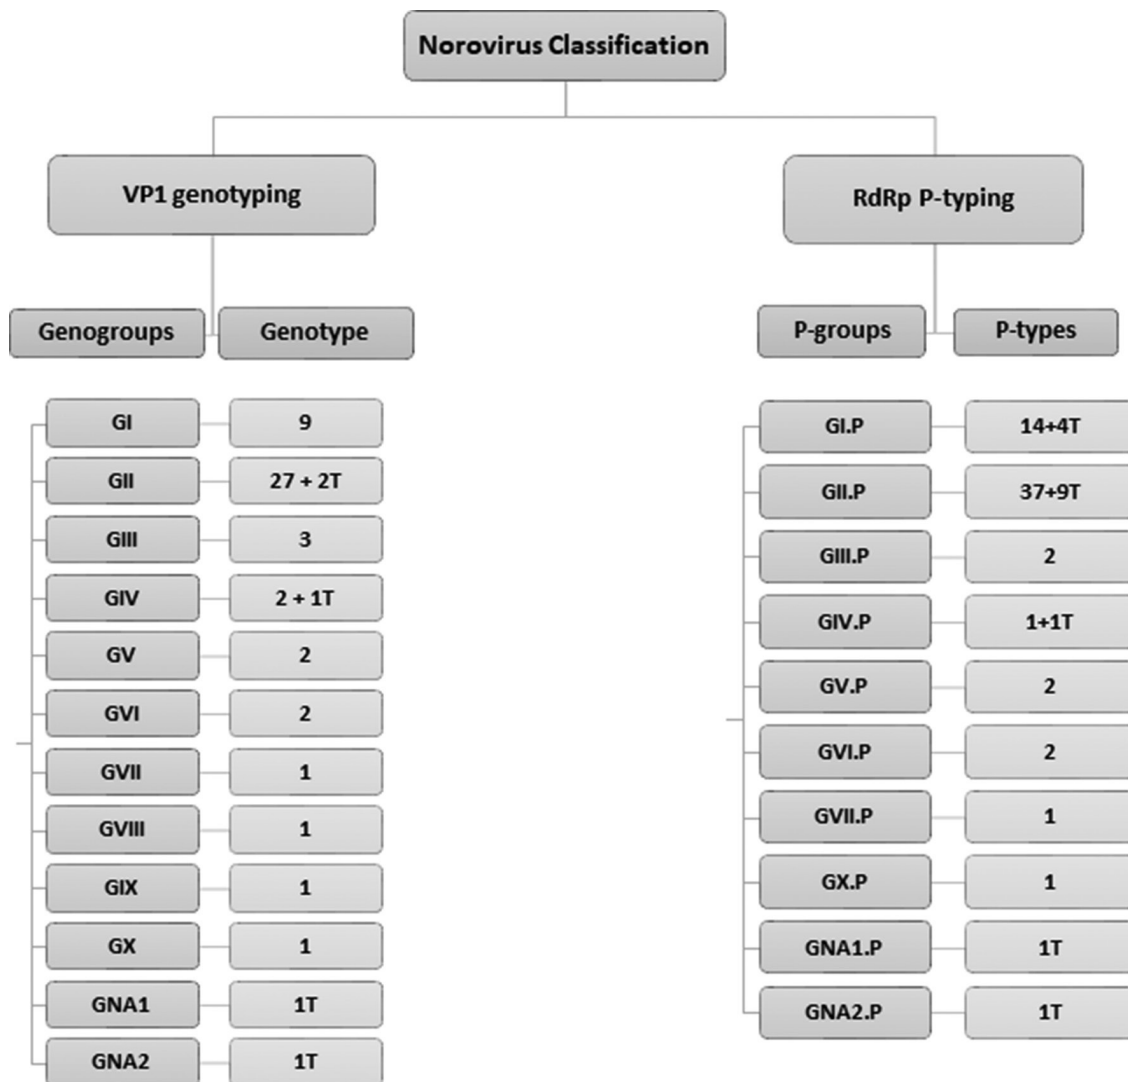 Norovirus Classification
VP1 genotyping
RdRp P-typing
Genogroups
Genotype
P-groups
P-types
GI
9
GII
27 + 2T
GIII
3
GIV
2 + 1T
GV
2
GVI
2
GVII
1
GVIII
1
GIX
1
GX
1
GNA1
1T
GNA2
1T
GI.P
14+4T
GII.P
37+9T
GIII.P
2
GIV.P
1+1T
GV.P
2
GVI.P
2
GVII.P
1
GX.P
1
GNA1.P
1T
GNA2.P
1T